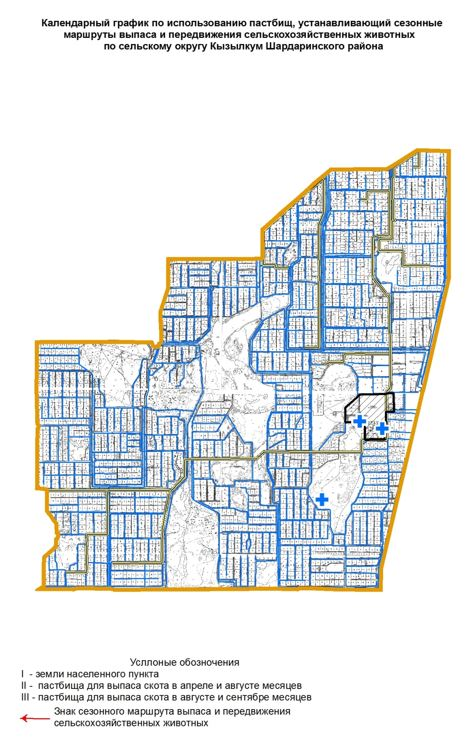 Календарный график по использованию пастбищ, устанавливающий сезонные
маршруты выпаса и передвижения сельскохозяйственных животных
по сельскому округу Кызылкум Шардаринского района
Усллоные обозночения
I - земли населенного пункта
II - пастбища для выпаса скота в апреле и августе месяцев
III - пастбища для выпаса скота в августе и сентябре месяцев
Знак сезонного маршрута выпаса и передвижения
сельскохозяйственных животных